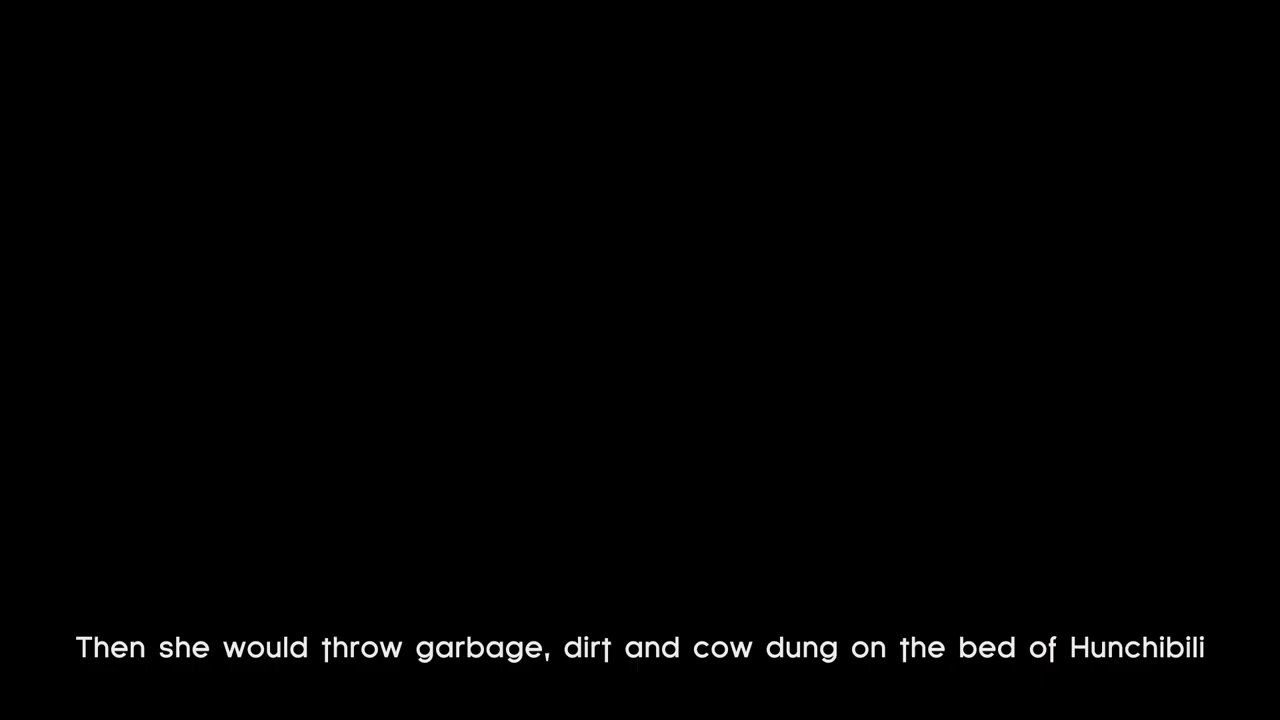 Then she would throw garbage, dirt and cow dung on the bed of Hunchibili